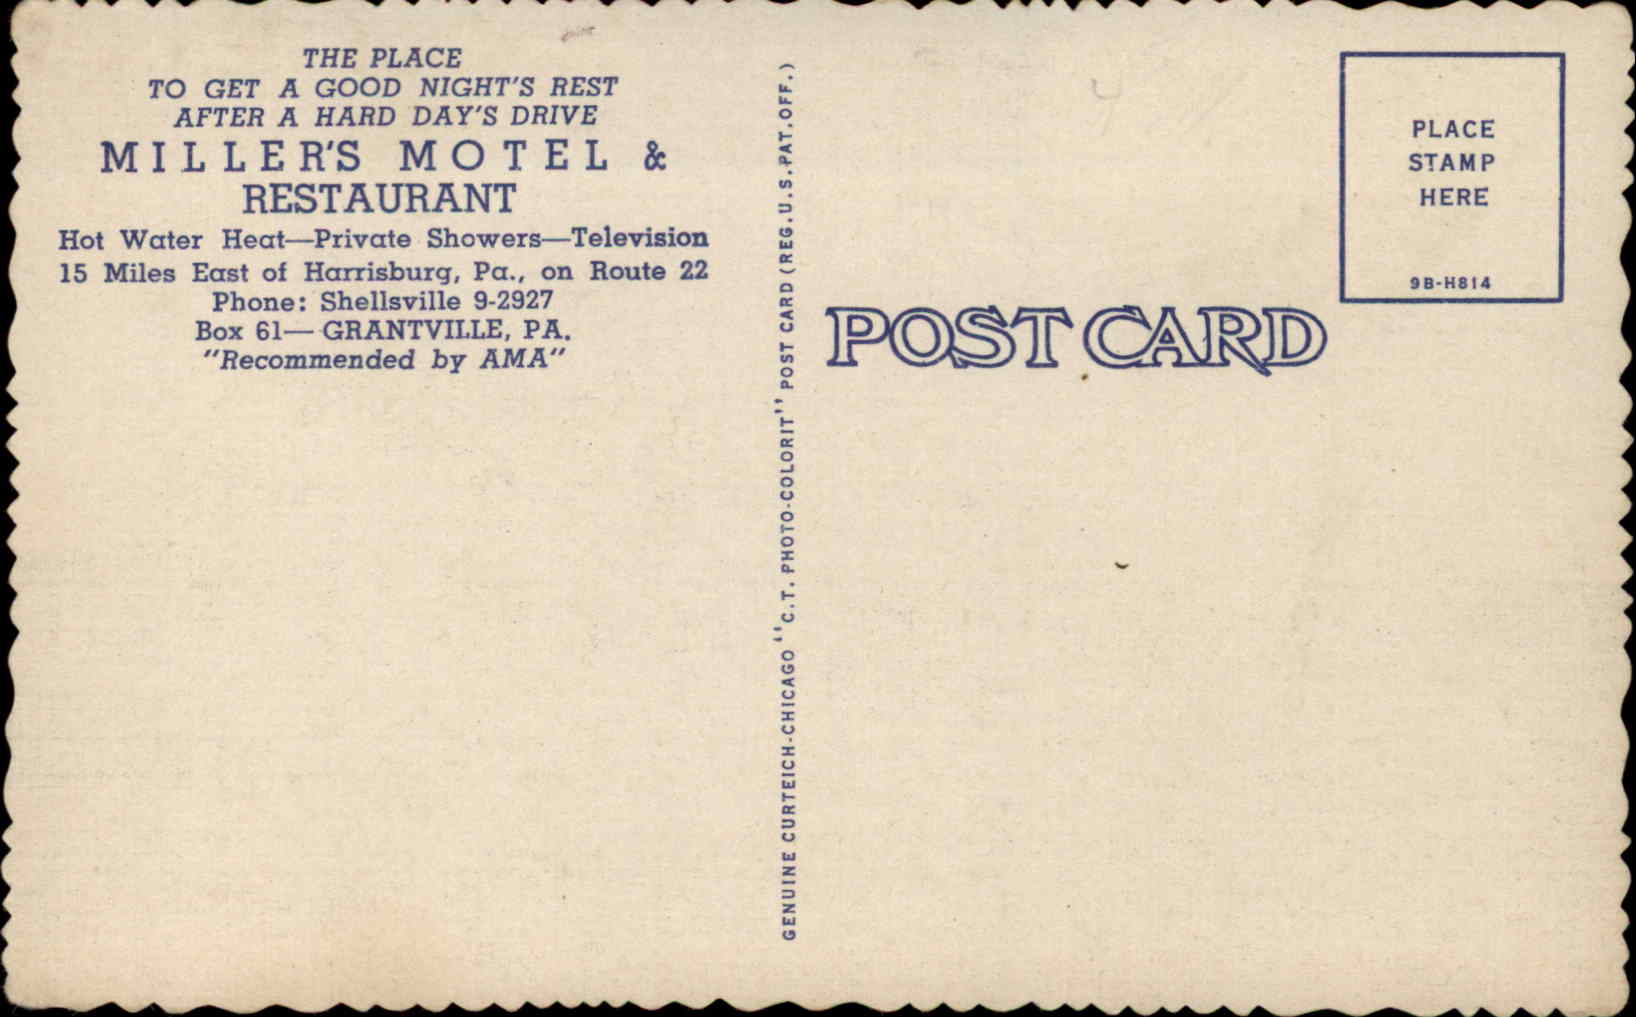 THE PLACE
TO GET A GOOD NIGHT'S REST
AFTER A HARD DAY'S DRIVE
MILLER'S MOTEL &
RESTAURANT
Hot Water Heat—Private Showers—Television
15 Miles East of Harrisburg, Pa., on Route 22
Phone: Shellsville 9-2927
Box 61—GRANTVILLE, PA.
"Recommended by AMA"
GENUINE CURTEICH-CHICAGO "C.T. PHOTO-COLORIT" POST CARD (REG.U.S.PAT.OFF.)
POST CARD
PLACE
STAMP
HERE
9B-H814